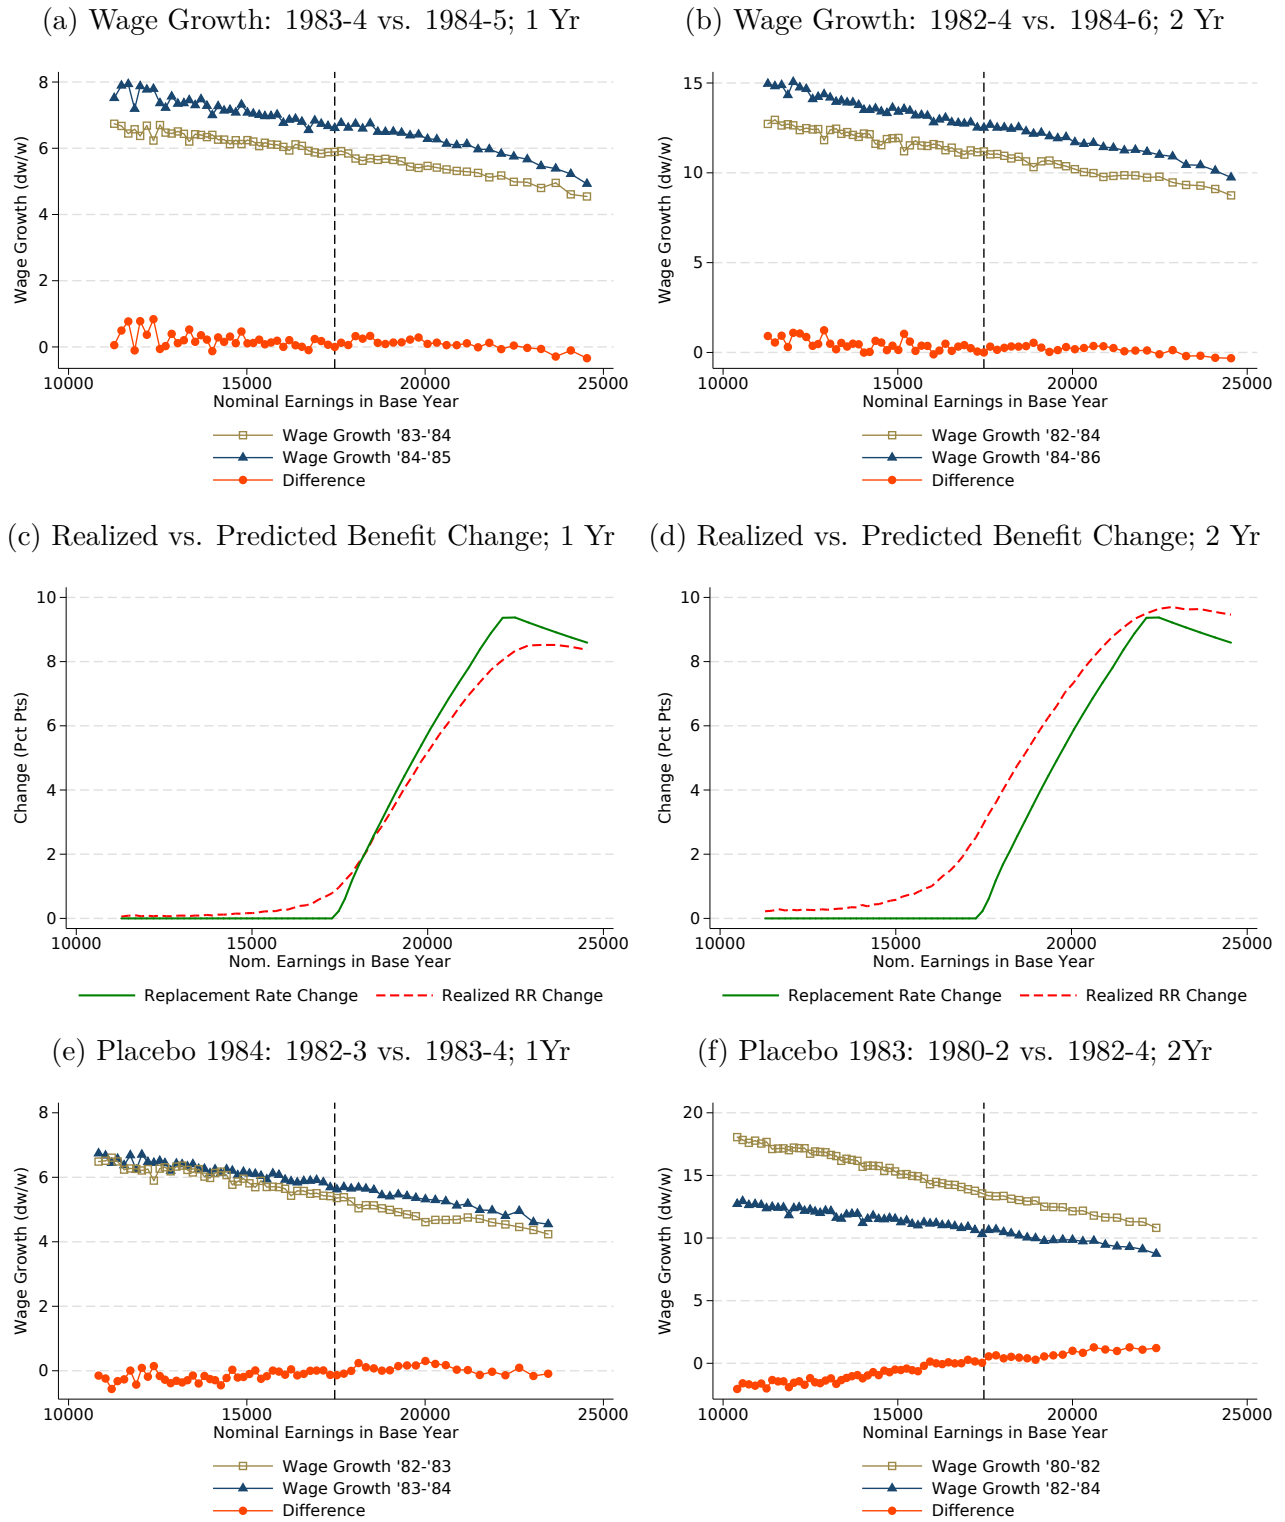 (a) Wage Growth: 1983-4 vs. 1984-5; 1 Yr
Wage Growth (dw/w)
8
6
4
2
0
10000 15000 20000 25000
Nominal Earnings in Base Year
Wage Growth '83-'84
Wage Growth '84-'85
Difference
(b) Wage Growth: 1982-4 vs. 1984-6; 2 Yr
Wage Growth (dw/w)
15
10
5
0
10000 15000 20000 25000
Nominal Earnings in Base Year
Wage Growth '82-'84
Wage Growth '84-'86
Difference
(c) Realized vs. Predicted Benefit Change; 1 Yr
Change (Pct Pts)
10
8
6
4
2
0
10000 15000 20000 25000
Nom. Earnings in Base Year
Replacement Rate Change Realized RR Change
(d) Realized vs. Predicted Benefit Change; 2 Yr
Change (Pct Pts)
10
8
6
4
2
0
10000 15000 20000 25000
Nom. Earnings in Base Year
Replacement Rate Change Realized RR Change
(e) Placebo 1984: 1982-3 vs. 1983-4; 1Yr
Wage Growth (dw/w)
8
6
4
2
0
10000 15000 20000 25000
Nominal Earnings in Base Year
Wage Growth '82-'83
Wage Growth '83-'84
Difference
(f) Placebo 1983: 1980-2 vs. 1982-4; 2Yr
Wage Growth (dw/w)
20
15
10
5
0
10000 15000 20000 25000
Nominal Earnings in Base Year
Wage Growth '80-'82
Wage Growth '82-'84
Difference